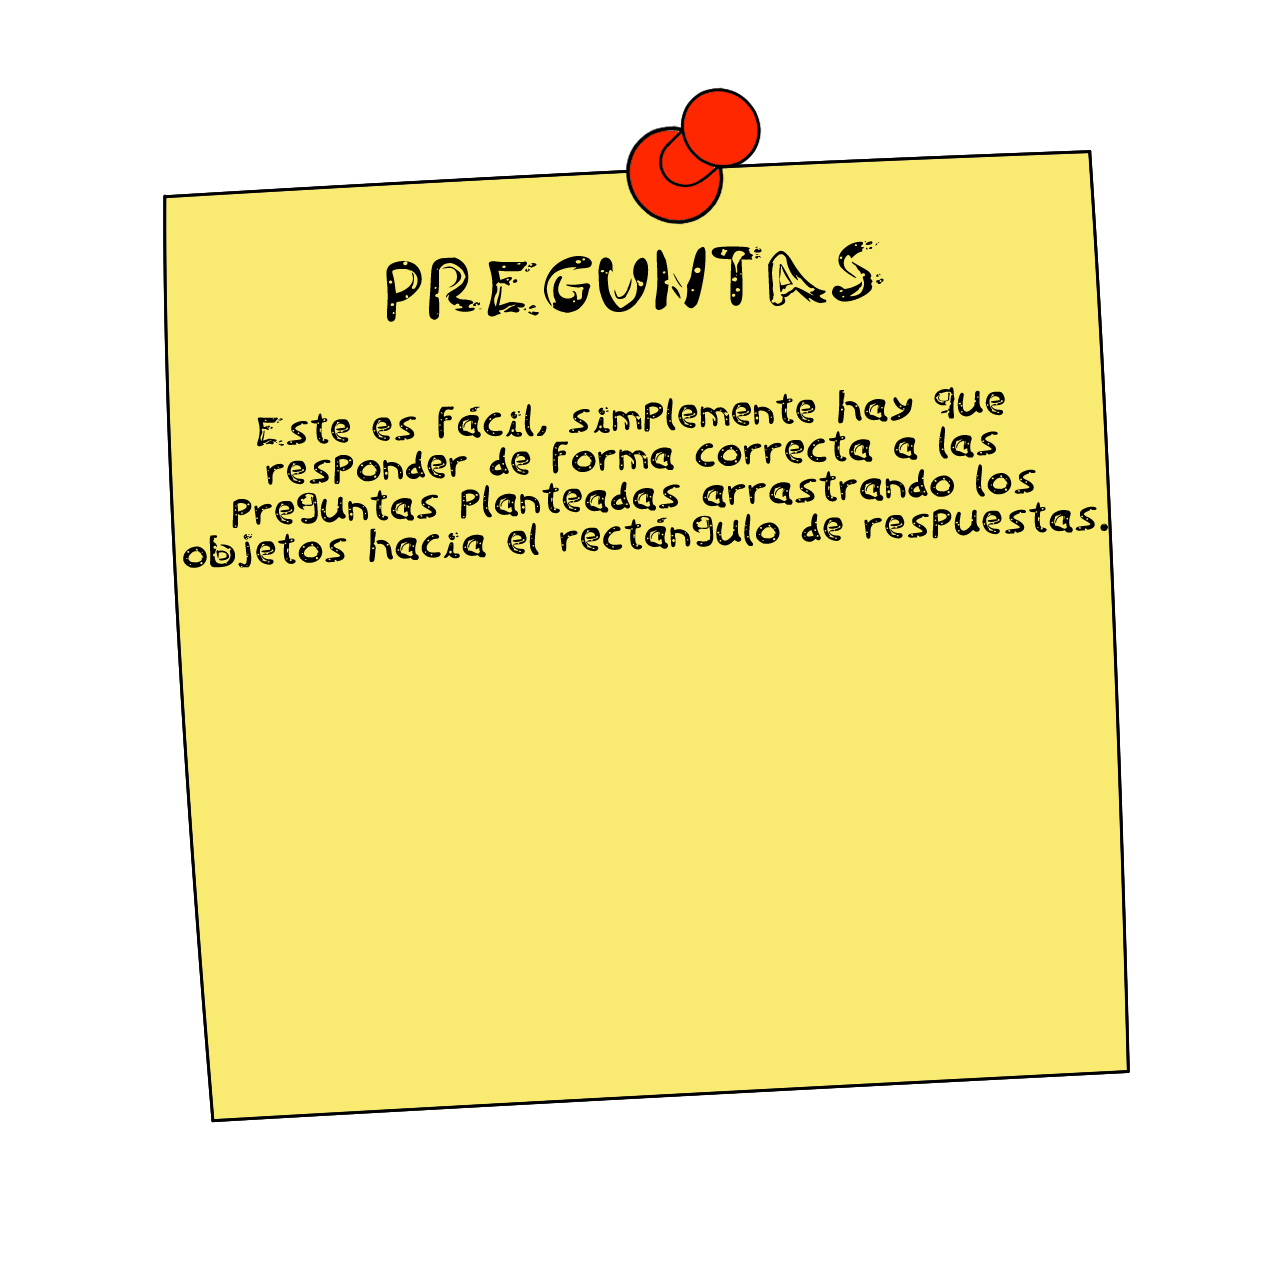 PREGUNTAS
Este es fácil, simplemente hay que
responder de forma correcta a las
preguntas planteadas arrastrando los
objetos hacia el rectángulo de respuestas.